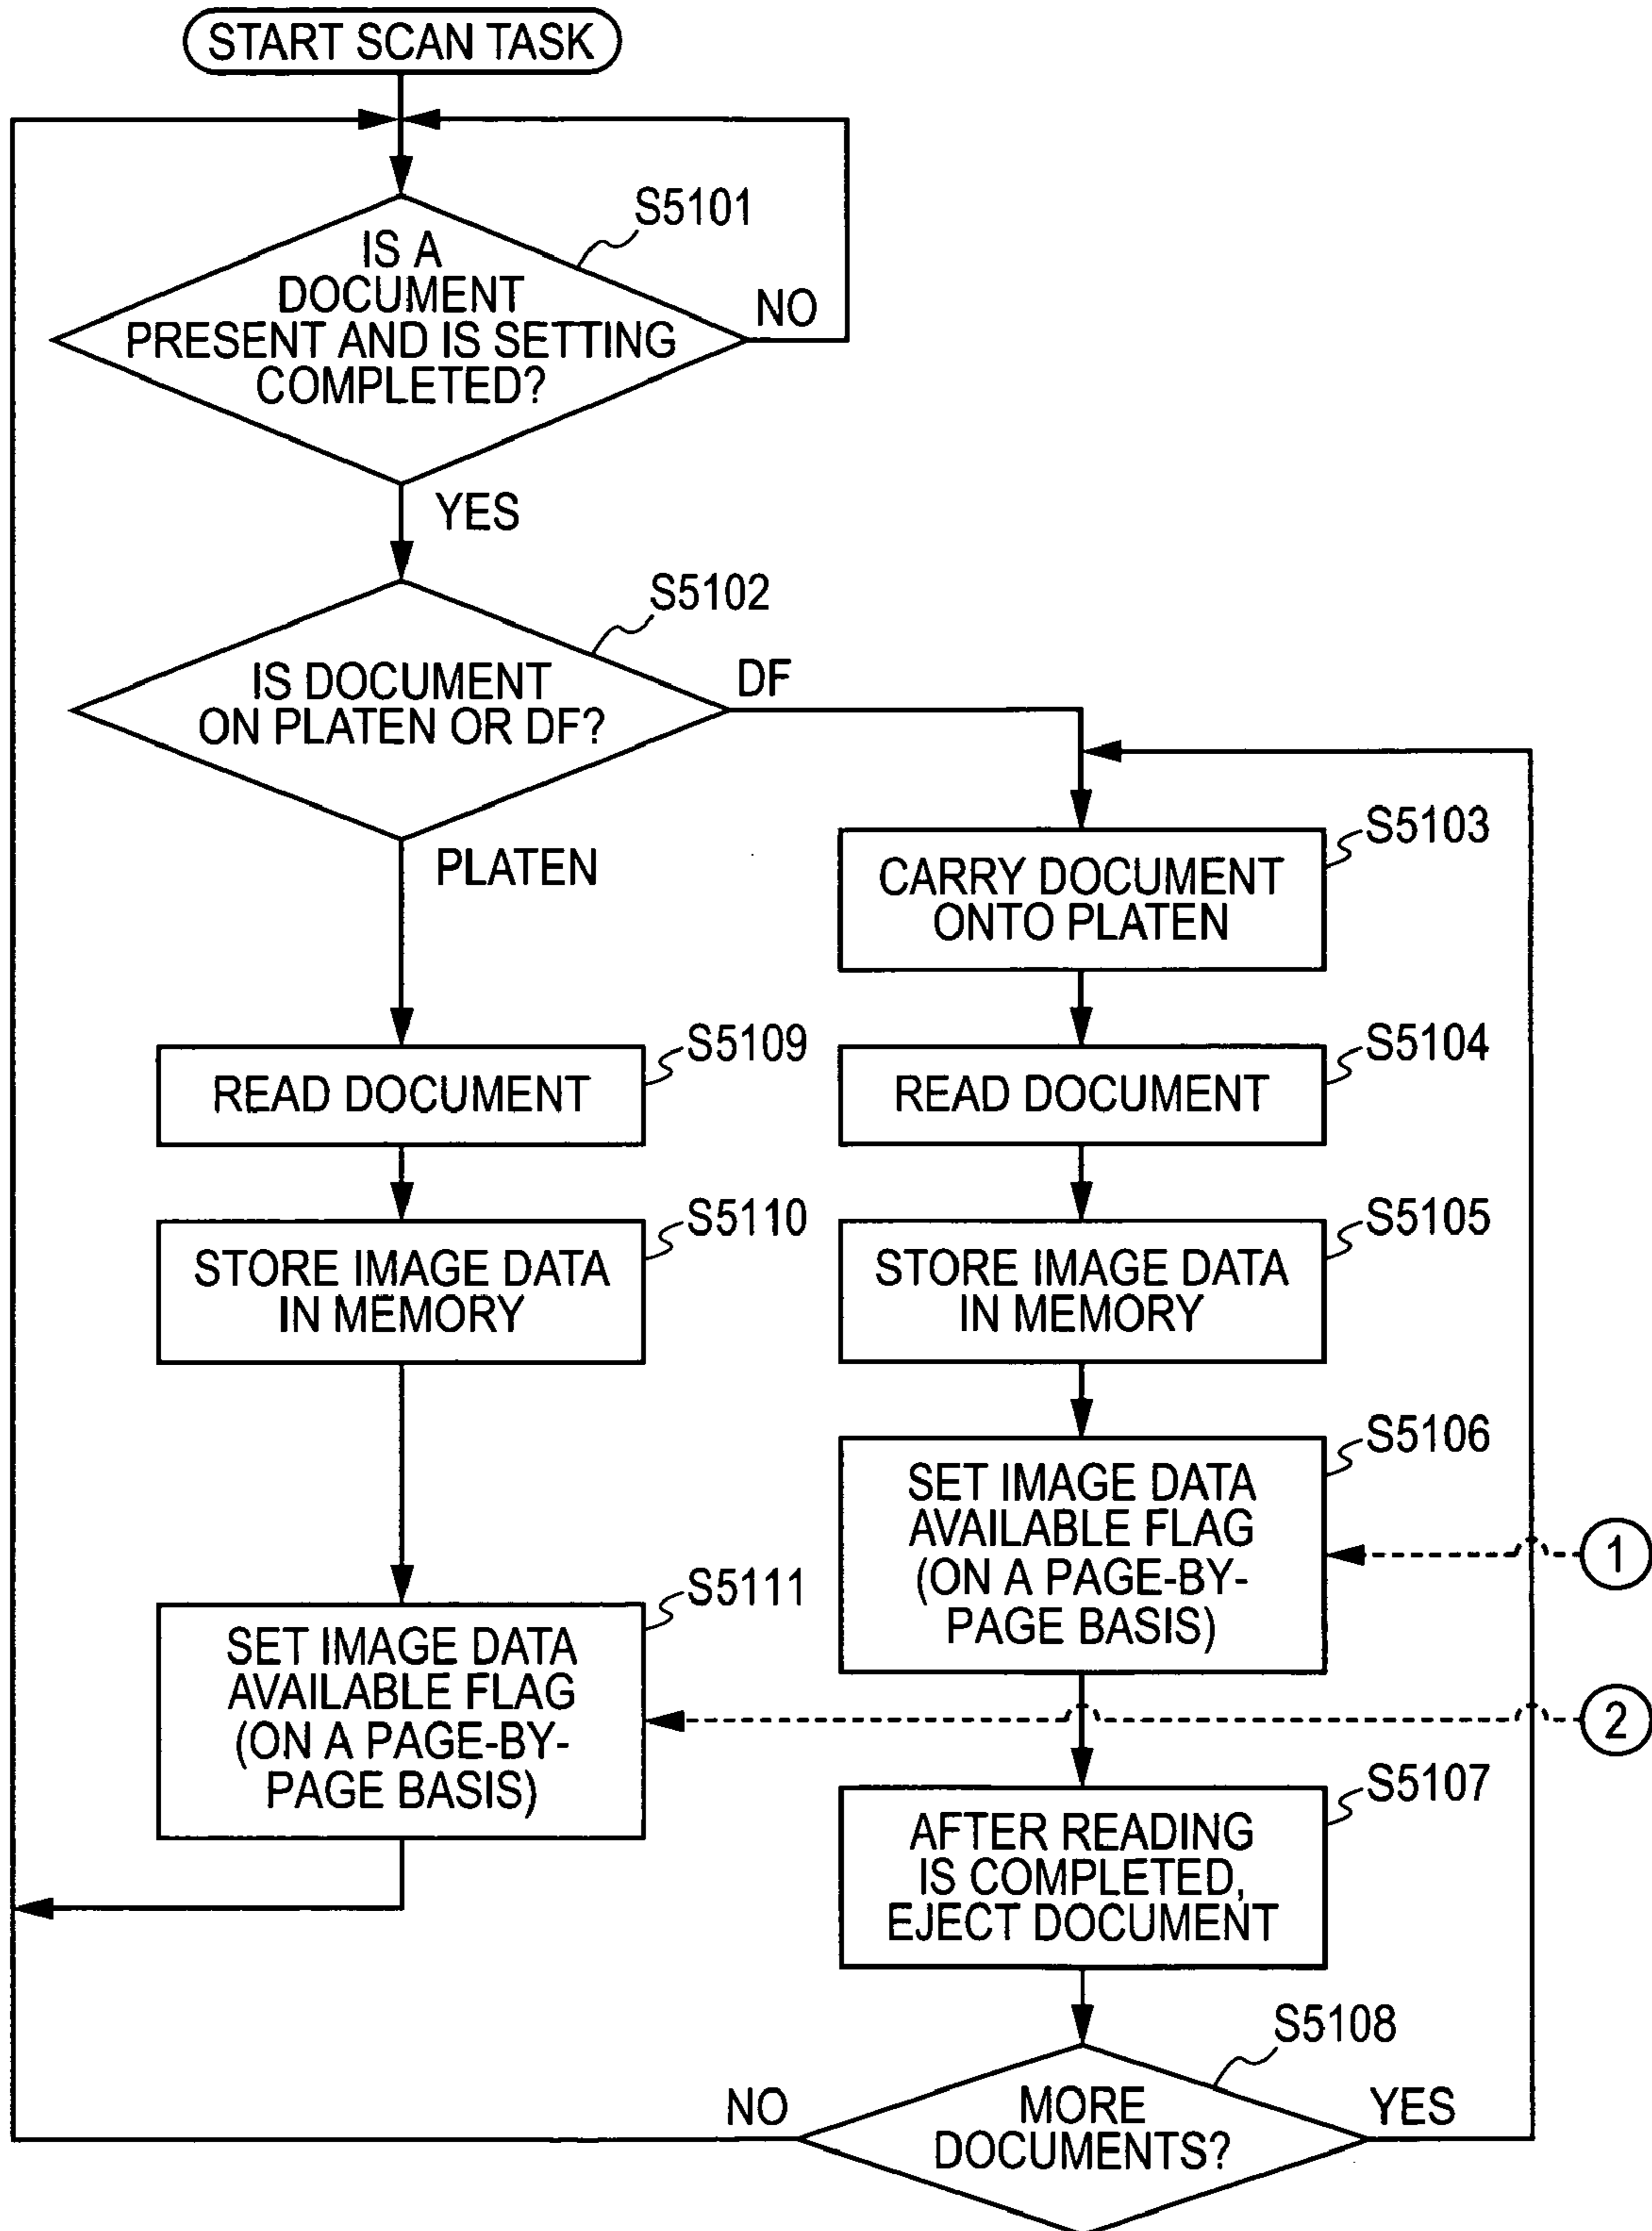 START SCAN TASK
S5101
IS A
DOCUMENT
PRESENT AND IS SETTING
COMPLETED?
NO
YES
S5102
IS DOCUMENT
ON PLATEN OR DF?
DF
PLATEN
S5103
CARRY DOCUMENT
ONTO PLATEN
S5109
READ DOCUMENT
S5104
READ DOCUMENT
S5110
STORE IMAGE DATA
IN MEMORY
S5105
STORE IMAGE DATA
IN MEMORY
S5106
SET IMAGE DATA
AVAILABLE FLAG
(ON A PAGE-BY-
PAGE BASIS)
1
S5111
SET IMAGE DATA
AVAILABLE FLAG
(ON A PAGE-BY-
PAGE BASIS)
2
S5107
AFTER READING
IS COMPLETED,
EJECT DOCUMENT
S5108
MORE
DOCUMENTS?
NO
YES